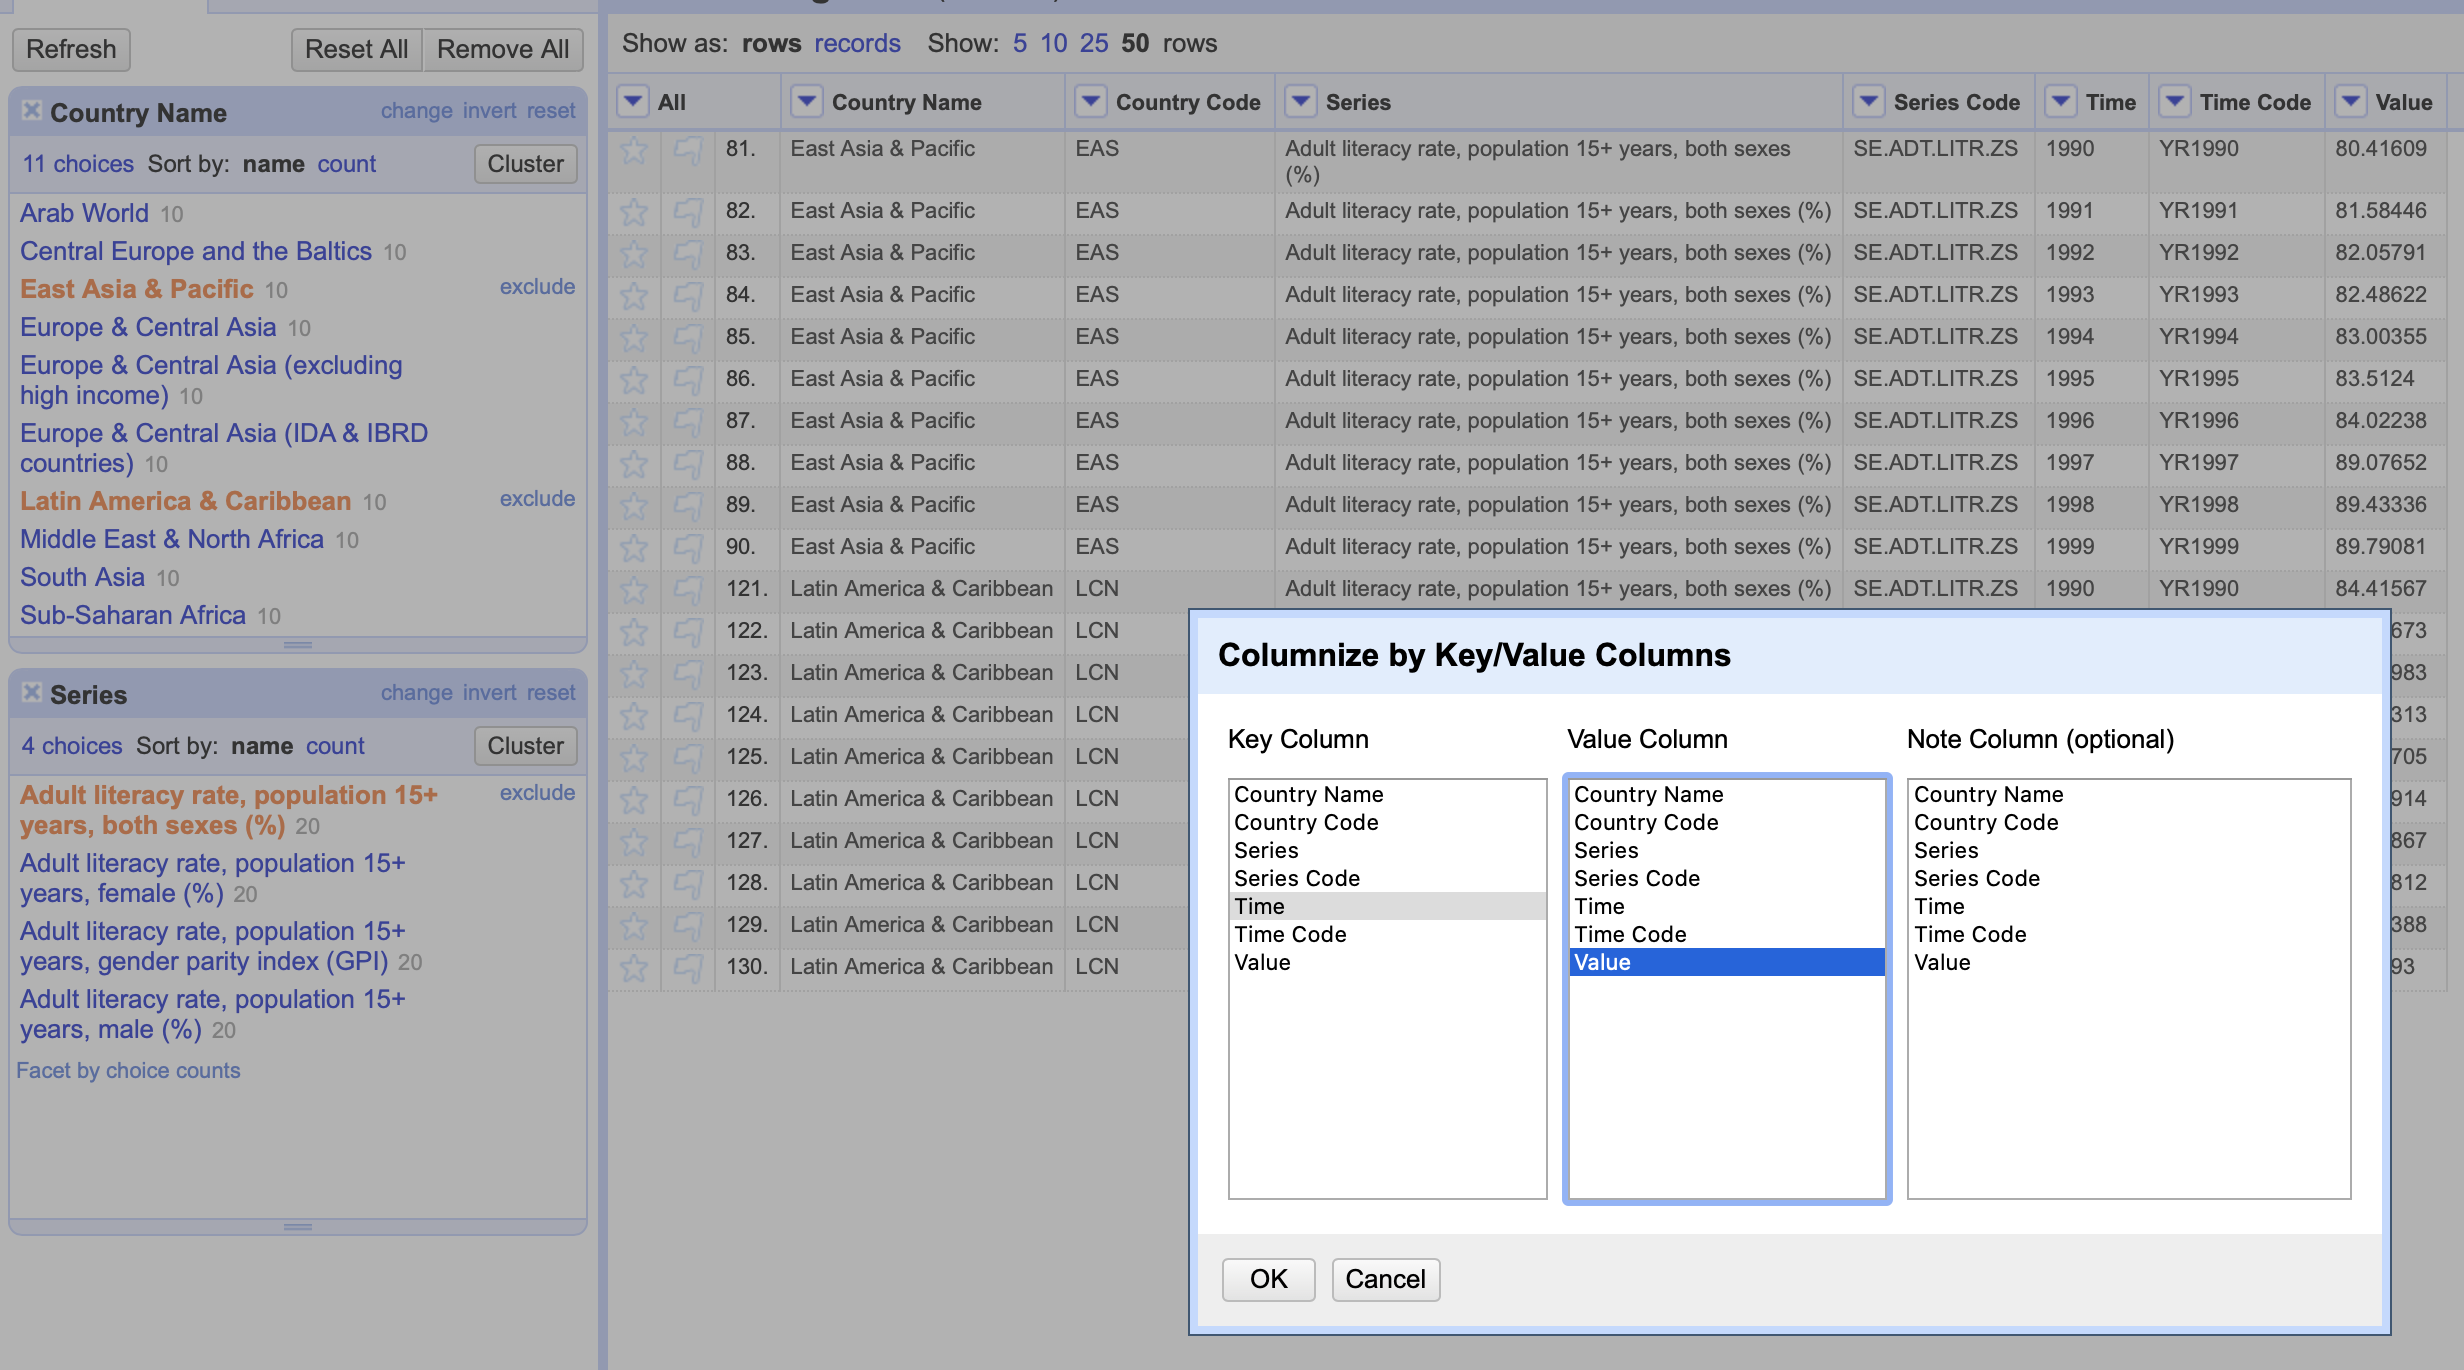 Refresh Reset All Remove All
Country Name change invert reset
11 choices Sort by: name count Cluster
Arab World 10
Central Europe and the Baltics 10
East Asia & Pacific 10 exclude
Europe & Central Asia 10
Europe & Central Asia (excluding
high income) 10
Europe & Central Asia (IDA & IBRD
countries) 10
Latin America & Caribbean 10 exclude
Middle East & North Africa 10
South Asia 10
Sub-Saharan Africa 10
Series change invert reset
4 choices Sort by: name count Cluster
Adult literacy rate, population 15+ exclude
years, both sexes (%) 20
Adult literacy rate, population 15+
years, female (%) 20
Adult literacy rate, population 15+
years, gender parity index (GPI) 20
Adult literacy rate, population 15+
years, male (%) 20
Facet by choice counts
Show as: rows records Show: 5 10 25 50 rows
All Country Name Country Code Series Series Code Time Time Code Value
81. East Asia & Pacific EAS Adult literacy rate, population 15+ years, both sexes SE.ADT.LITR.ZS 1990 YR1990 80.41609
(%)
82. East Asia & Pacific EAS Adult literacy rate, population 15+ years, both sexes (%) SE.ADT.LITR.ZS 1991 YR1991 81.58446
83. East Asia & Pacific EAS Adult literacy rate, population 15+ years, both sexes (%) SE.ADT.LITR.ZS 1992 YR1992 82.05791
84. East Asia & Pacific EAS Adult literacy rate, population 15+ years, both sexes (%) SE.ADT.LITR.ZS 1993 YR1993 82.48622
85. East Asia & Pacific EAS Adult literacy rate, population 15+ years, both sexes (%) SE.ADT.LITR.ZS 1994 YR1994 83.00355
86. East Asia & Pacific EAS Adult literacy rate, population 15+ years, both sexes (%) SE.ADT.LITR.ZS 1995 YR1995 83.5124
87. East Asia & Pacific EAS Adult literacy rate, population 15+ years, both sexes (%) SE.ADT.LITR.ZS 1996 YR1996 84.02238
88. East Asia & Pacific EAS Adult literacy rate, population 15+ years, both sexes (%) SE.ADT.LITR.ZS 1997 YR1997 89.07652
89. East Asia & Pacific EAS Adult literacy rate, population 15+ years, both sexes (%) SE.ADT.LITR.ZS 1998 YR1998 89.43336
90. East Asia & Pacific EAS Adult literacy rate, population 15+ years, both sexes (%) SE.ADT.LITR.ZS 1999 YR1999 89.79081
121. Latin America & Caribbean LCN Adult literacy rate, population 15+ years, both sexes (%) SE.ADT.LITR.ZS 1990 YR1990 84.41567
122. Latin America & Caribbean LCN 673
123. Latin America & Caribbean LCN 983
124. Latin America & Caribbean LCN 313
125. Latin America & Caribbean LCN 705
126. Latin America & Caribbean LCN 914
127. Latin America & Caribbean LCN 867
128. Latin America & Caribbean LCN 812
129. Latin America & Caribbean LCN 388
130. Latin America & Caribbean LCN 93
Columnize by Key/Value Columns
Key Column Value Column Note Column (optional)
Country Name Country Name Country Name
Country Code Country Code Country Code
Series Series Series
Series Code Series Code Series Code
Time Time Time
Time Code Time Code Time Code
Value Value Value
OK Cancel